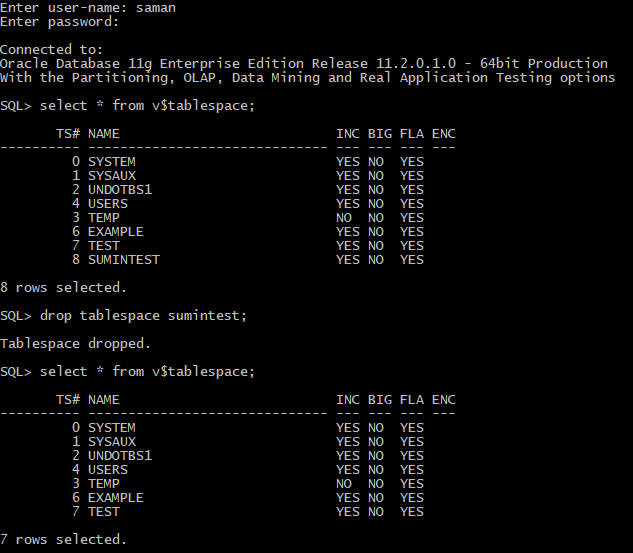 Enter user-name: saman
Enter password:
Connected to:
Oracle Database 11g Enterprise Edition Release 11.2.0.1.0 - 64bit Production
With the Partitioning, OLAP, Data Mining and Real Application Testing options
SQL> select * from v$tablespace;
       TS# NAME                           INC BIG FLA ENC
---------- ------------------------------ --- --- --- ---
         0 SYSTEM                         YES NO  YES
         1 SYSAUX                         YES NO  YES
         2 UNDOTBS1                       YES NO  YES
         4 USERS                          YES NO  YES
         3 TEMP                           NO  NO  YES
         6 EXAMPLE                        YES NO  YES
         7 TEST                           YES NO  YES
         8 SUMINTEST                      YES NO  YES
8 rows selected.
SQL> drop tablespace sumintest;
Tablespace dropped.
SQL> select * from v$tablespace;
       TS# NAME                           INC BIG FLA ENC
---------- ------------------------------ --- --- --- ---
         0 SYSTEM                         YES NO  YES
         1 SYSAUX                         YES NO  YES
         2 UNDOTBS1                       YES NO  YES
         4 USERS                          YES NO  YES
         3 TEMP                           NO  NO  YES
         6 EXAMPLE                        YES NO  YES
         7 TEST                           YES NO  YES
7 rows selected.